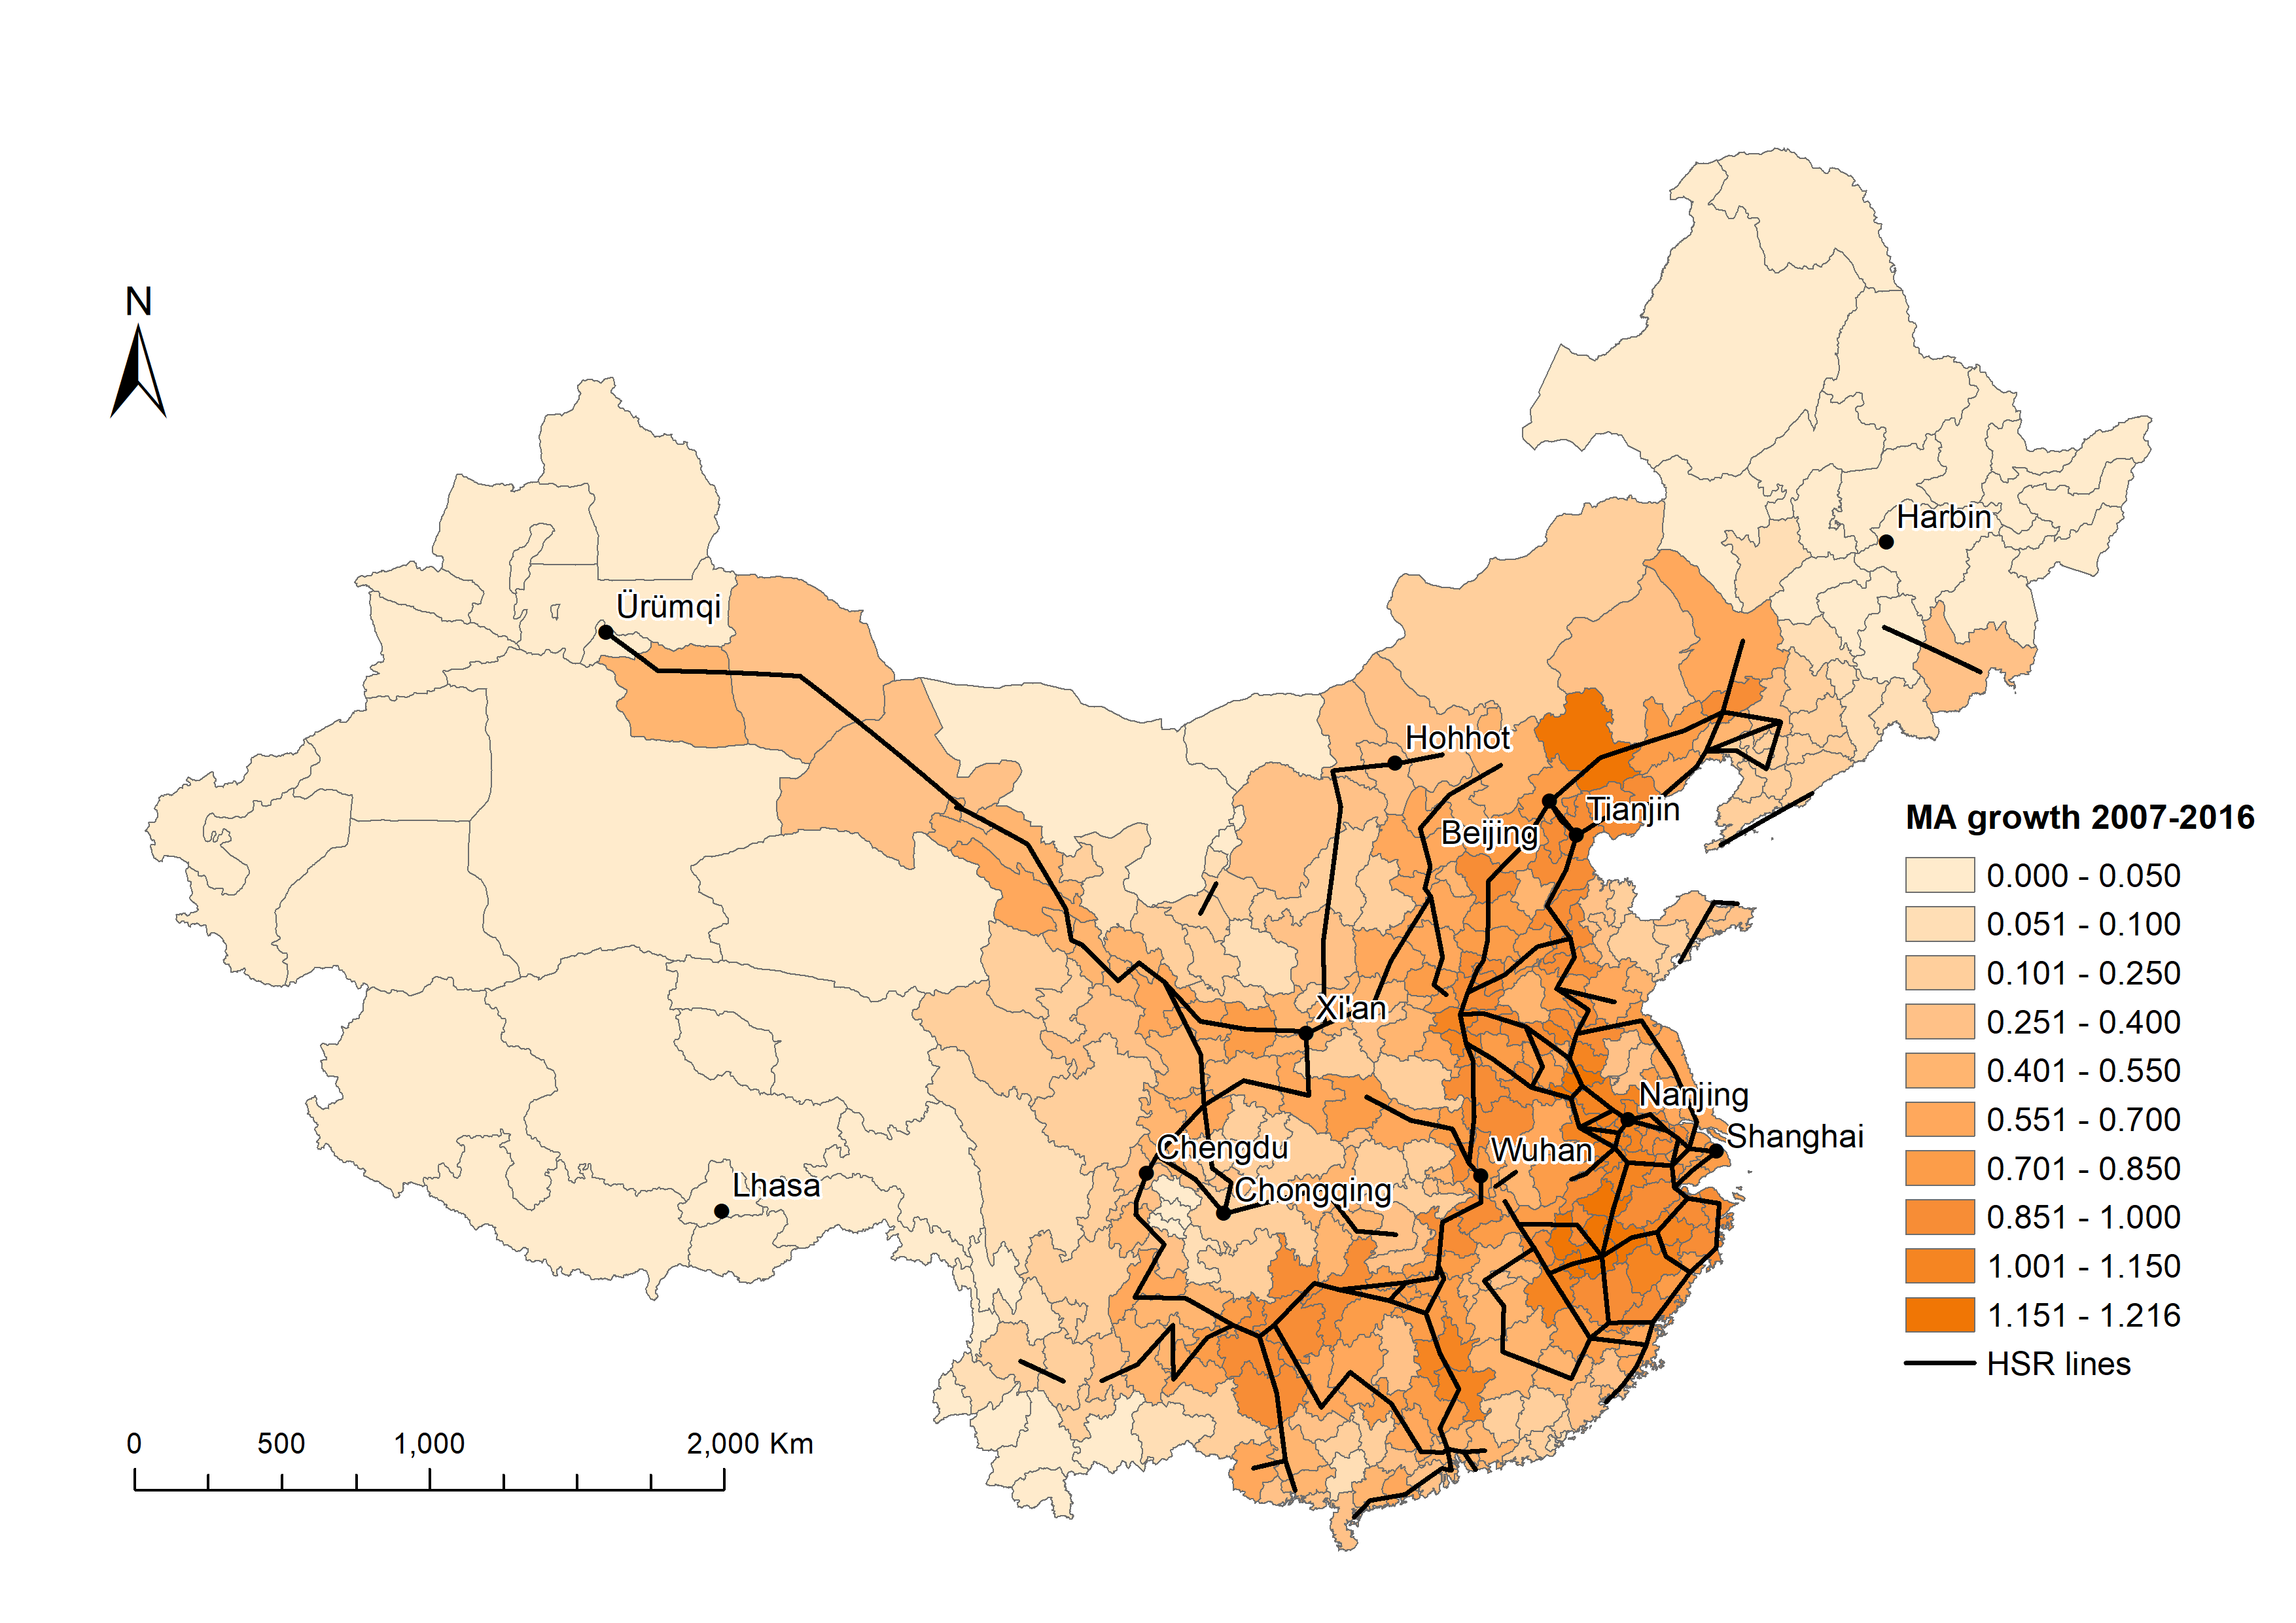 N
Harbin
Ürümqi
Hohhot
Tianjin
Beijing
MA growth 2007-2016
0.000 - 0.050
0.051 - 0.100
0.101 - 0.250
0.251 - 0.400
0.401 - 0.550
0.551 - 0.700
0.701 - 0.850
0.851 - 1.000
1.001 - 1.150
1.151 - 1.216
HSR lines
Xi'an
Nanjing
Shanghai
Chengdu
Wuhan
Lhasa
Chongqing
0 500 1,000 2,000 Km